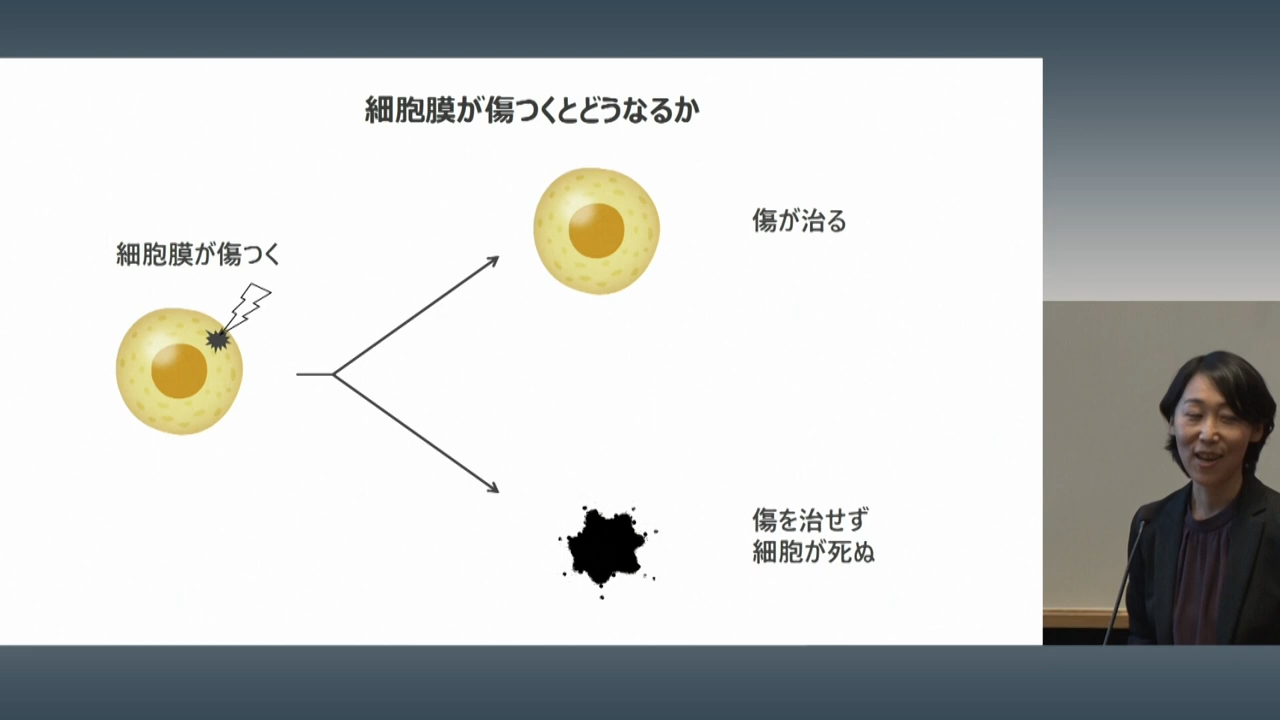 細胞膜が傷つくとどうなるか
細胞膜が傷つく
傷が治る
傷を治せず
細胞が死ぬ